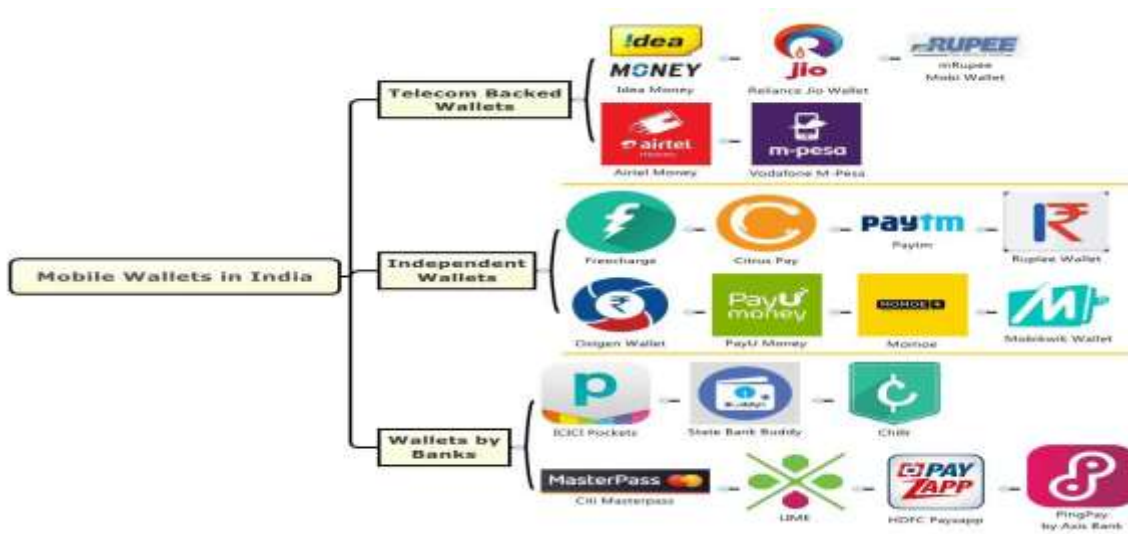 !dea
MONEY
Idea Money
Jio
Reliance Jio Wallet
mRUPEE
mRupee
Mobi Wallet
Telecom Backed
Wallets
airtel
money
Airtel Money
m-pesa
Vodafone M-Pesa
Freecharge
Citrus Pay
paytm
Paytm
Ruplee Wallet
Mobile Wallets in India
Independent
Wallets
Oxigen Wallet
PayU
money
PayU Money
MOMOE
Momoe
Mobikwik Wallet
p
ICICI Pockets
Buddy
State Bank Buddy
Chillr
Wallets by
Banks
MasterPass
Citi Masterpass
LIME
PAY
ZAPP
HDFC Payzapp
PingPay
by Axis Bank